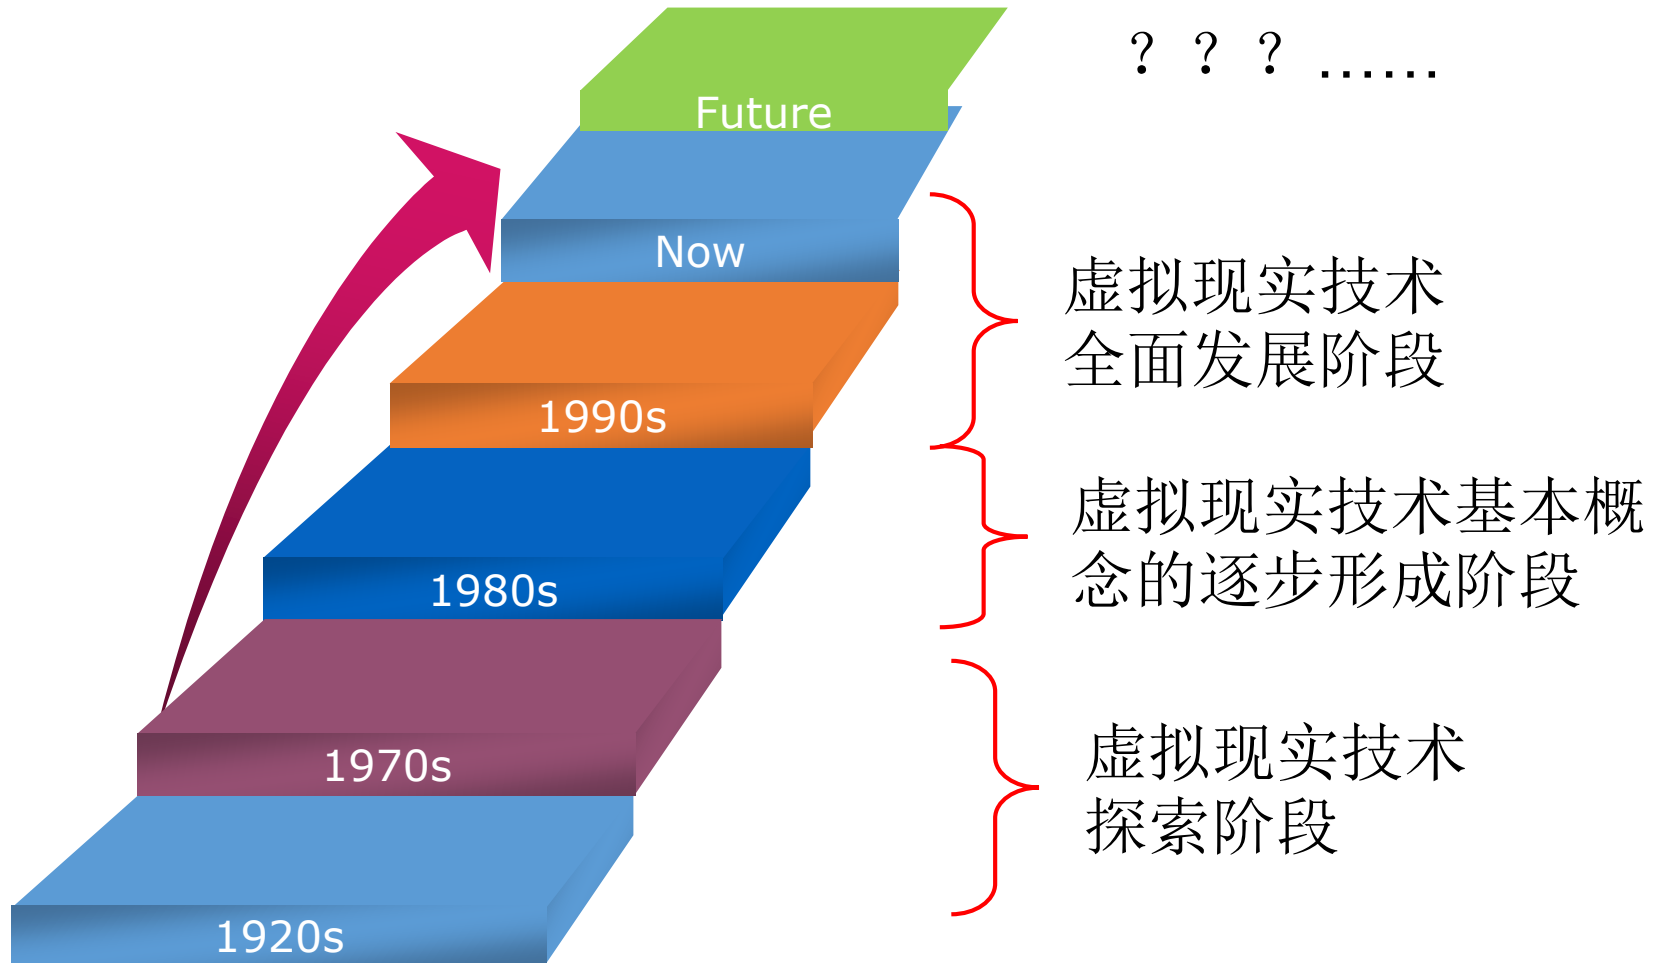 ？？？……
Future
Now
虚拟现实技术
全面发展阶段
1990s
虚拟现实技术基本概
念的逐步形成阶段
1980s
1970s
虚拟现实技术
探索阶段
1920s